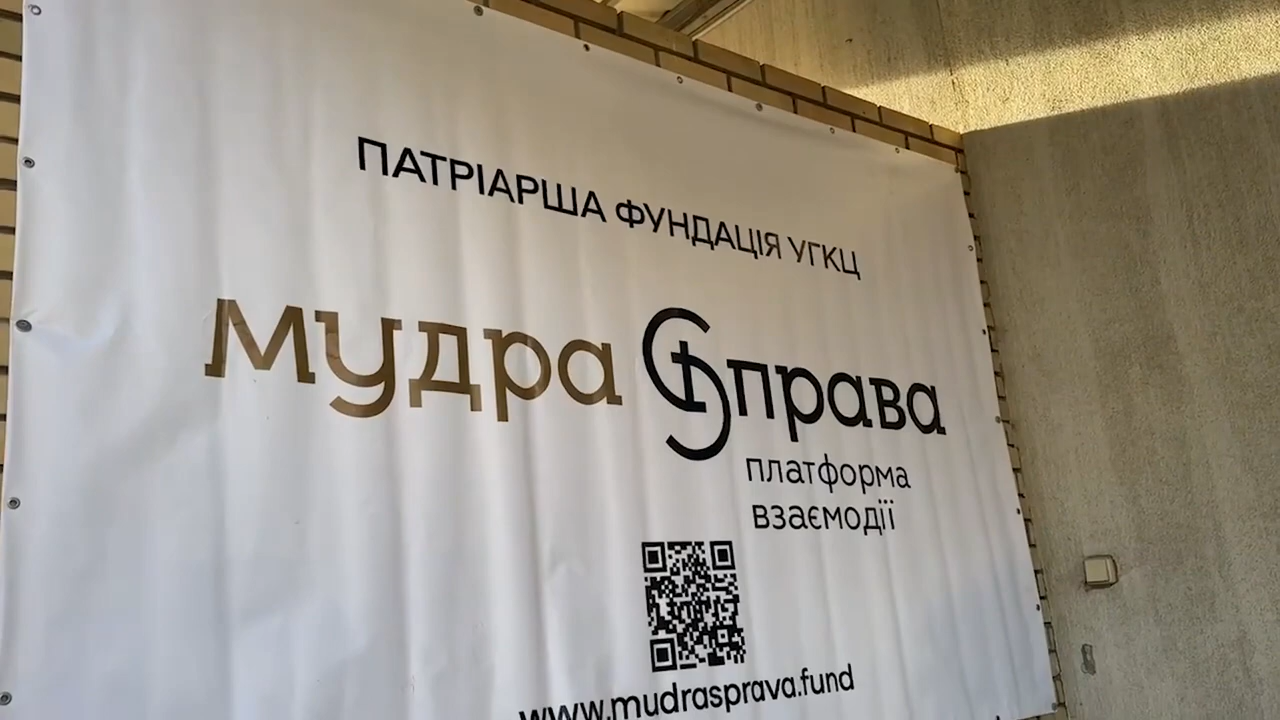 ПАТРІАРША ФУНДАЦІЯ УГКЦ
мудра Справа
платформа
взаємодії
www.mudrasprava.fund